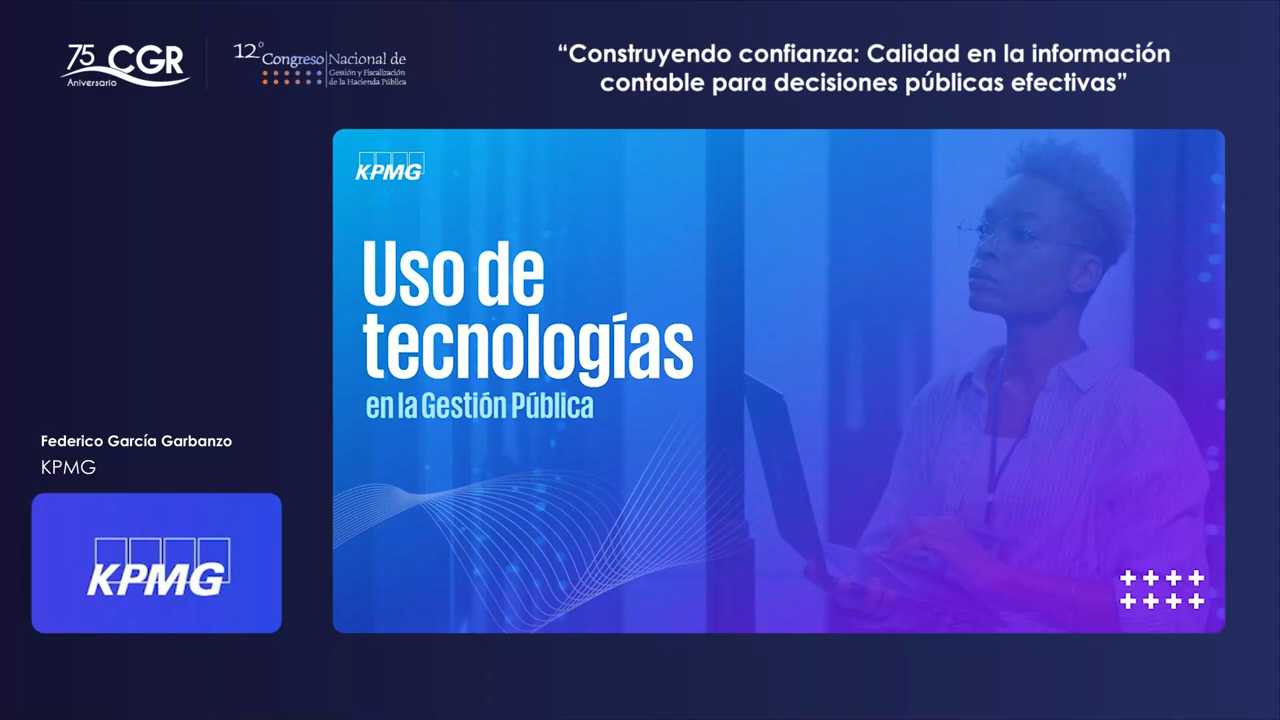 75 CGR
Aniversario
12° Congreso Nacional de
Gestión y Fiscalización
de la Hacienda Pública
“Construyendo confianza: Calidad en la información
contable para decisiones públicas efectivas”
KPMG
Uso de
tecnologías
en la Gestión Pública
Federico García Garbanzo
KPMG
KPMG